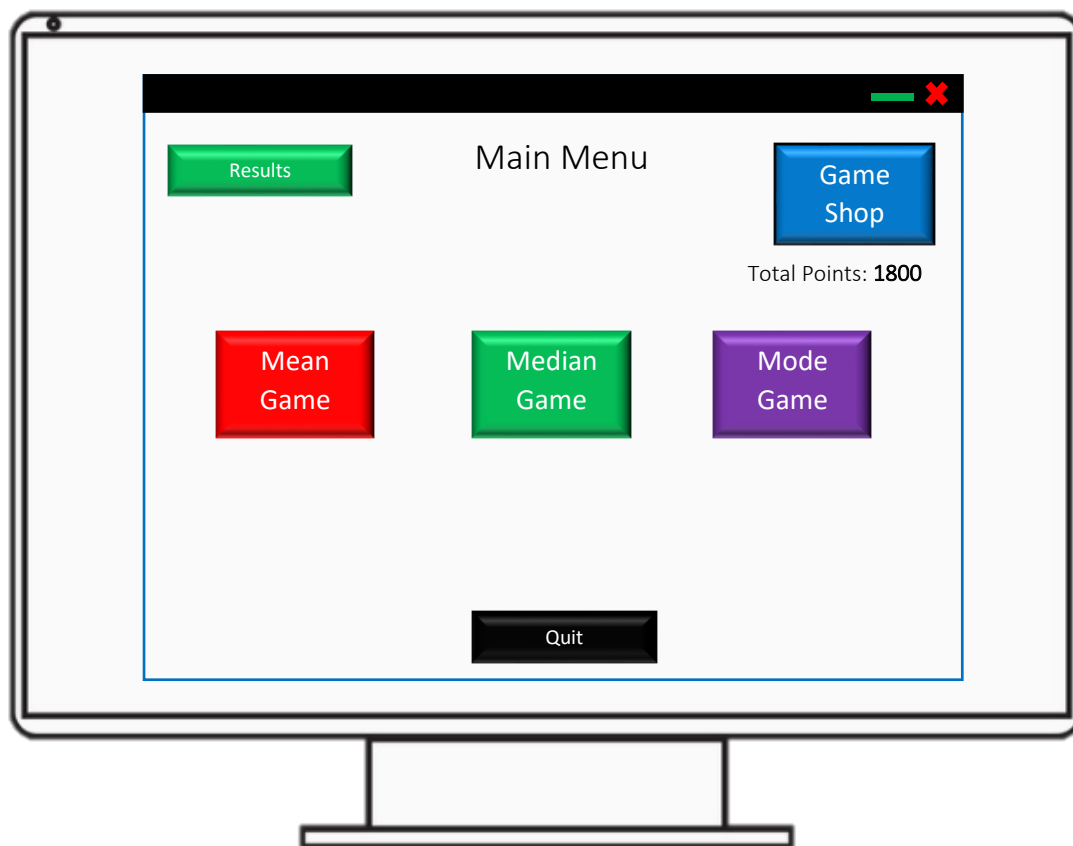 Main Menu
Results
Game
Shop
Total Points: 1800
Mean
Game
Median
Game
Mode
Game
Quit